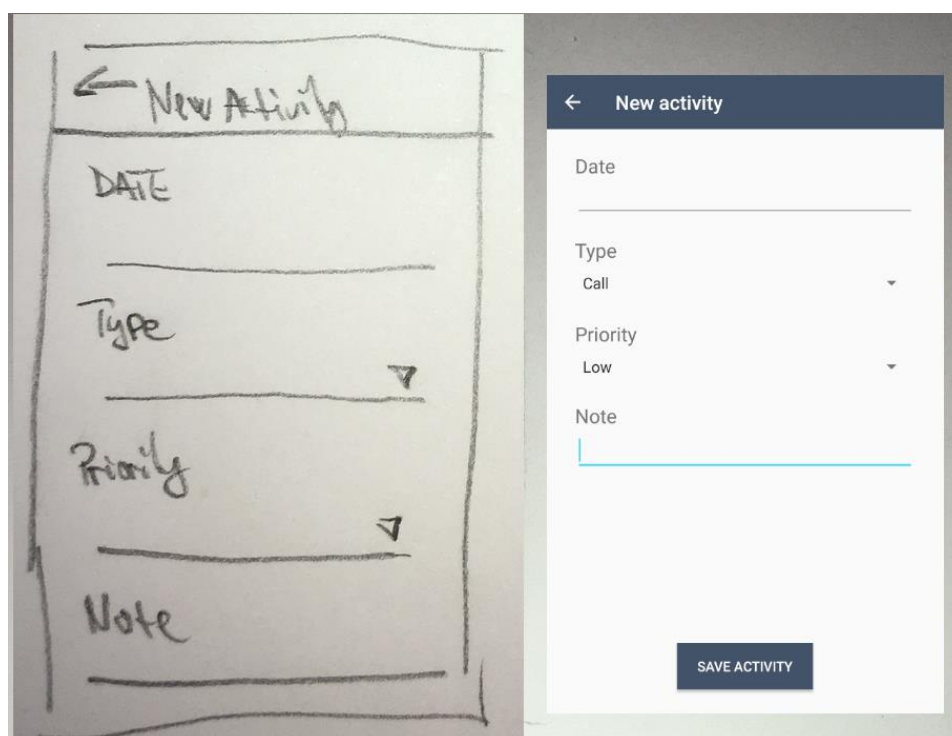 ← New Activity
DATE
Type
Priority
Note
← New activity
Date
Type
Call
Priority
Low
Note
SAVE ACTIVITY